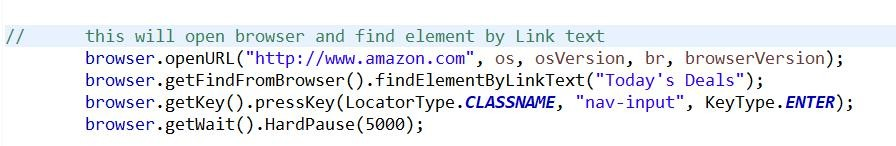 // this will open browser and find element by Link text
browser.openURL("http://www.amazon.com", os, osVersion, br, browserVersion);
browser.getFindFromBrowser().findElementByLinkText("Today's Deals");
browser.getKey().pressKey(LocatorType.CLASSNAME, "nav-input", KeyType.ENTER);
browser.getWait().HardPause(5000);